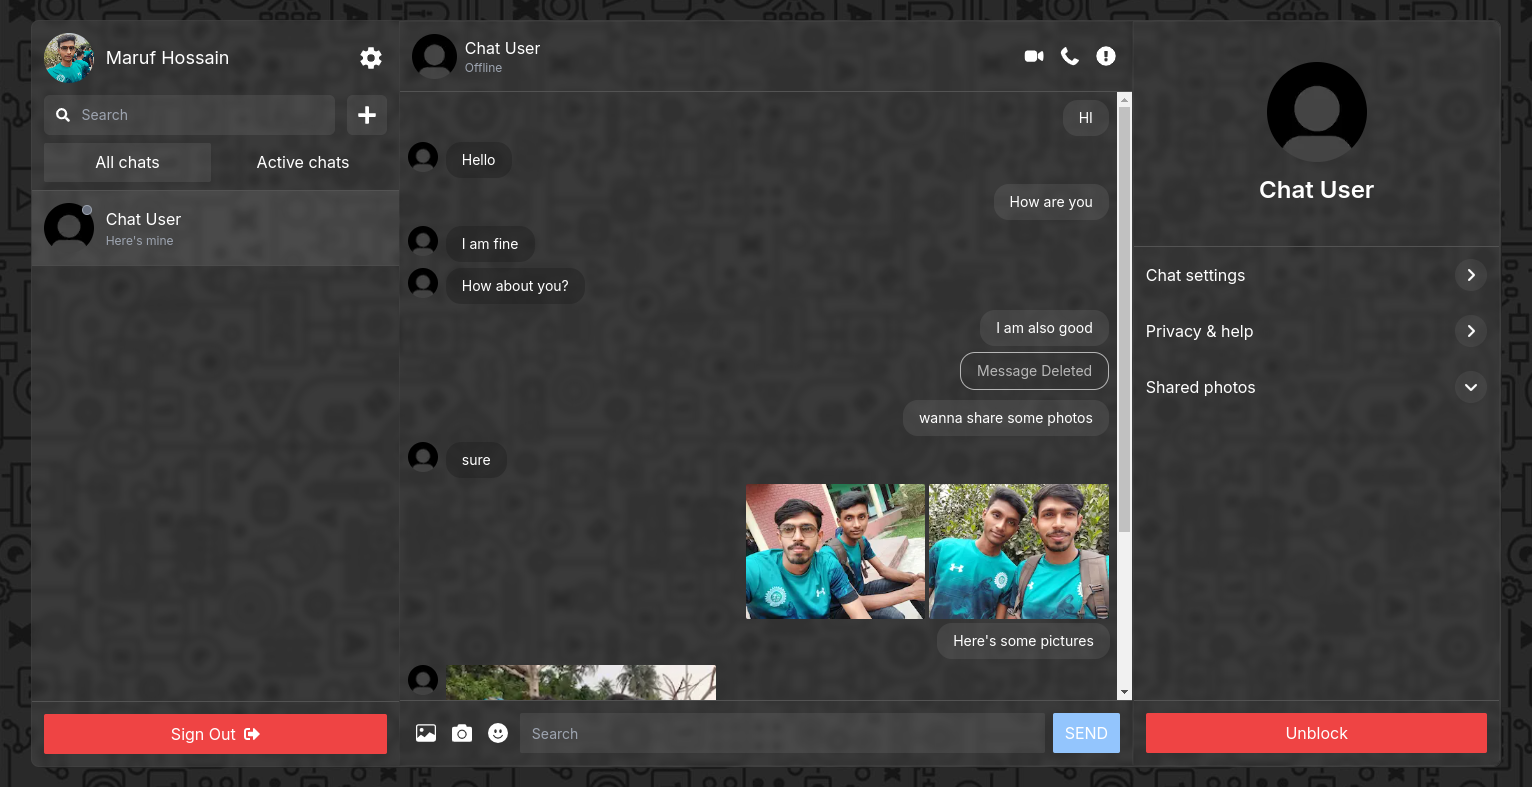 Maruf Hossain
Search
All chats
Active chats
Chat User
Here's mine
Sign Out
Chat User
Offline
HI
Hello
How are you
I am fine
How about you?
I am also good
Message Deleted
wanna share some photos
sure
Here's some pictures
Search
SEND
Chat User
Chat settings
Privacy & help
Shared photos
Unblock